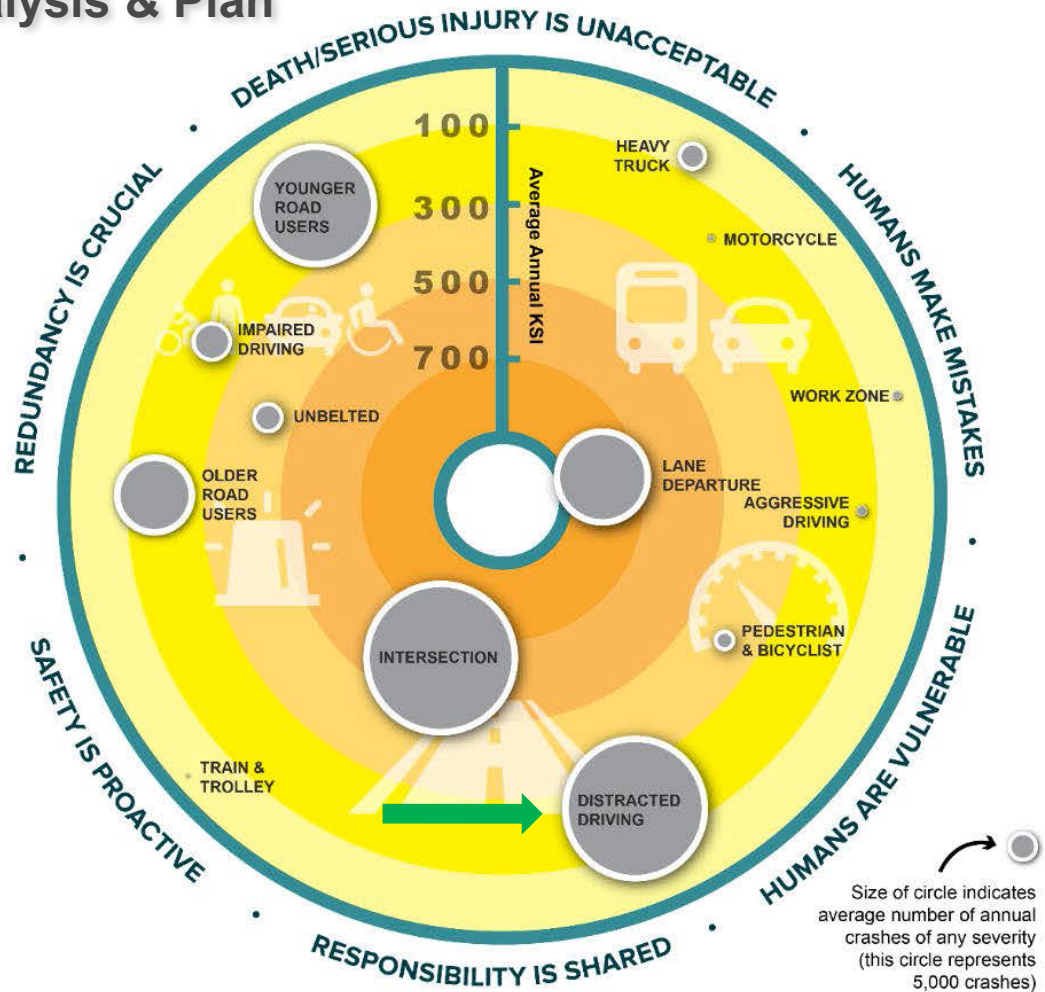 & Plan
DEATH/SERIOUS INJURY IS UNACCEPTABLE
HUMANS MAKE MISTAKES
HUMANS ARE VULNERABLE
RESPONSIBILITY IS SHARED
SAFETY IS PROACTIVE
REDUNDANCY IS CRUCIAL
100
300
500
700
Average Annual KSI
YOUNGER
ROAD
USERS
HEAVY
TRUCK
MOTORCYCLE
IMPAIRED
DRIVING
UNBELTED
WORK ZONE
OLDER
ROAD
USERS
LANE
DEPARTURE
AGGRESSIVE
DRIVING
PEDESTRIAN
& BICYCLIST
INTERSECTION
TRAIN &
TROLLEY
DISTRACTED
DRIVING
Size of circle indicates
average number of annual
crashes of any severity
(this circle represents
5,000 crashes)